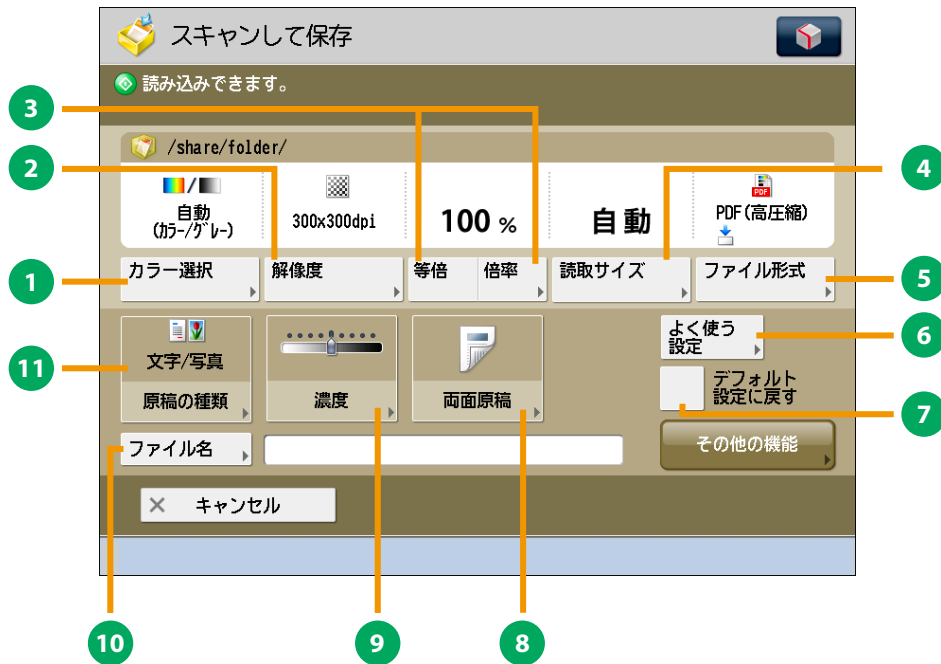 スキャンして保存
読み込みできます。
3
/share/folder/
2
4
自動
(ｶﾗｰ/ｸﾞﾚｰ)
300x300dpi
100 %
自動
PDF
PDF(高圧縮)
1
カラー選択
解像度
等倍
倍率
読取サイズ
ファイル形式
5
よく使う
設定
6
11
文字/写真
原稿の種類
濃度
両面原稿
デフォルト
設定に戻す
7
ファイル名
その他の機能
キャンセル
10
9
8